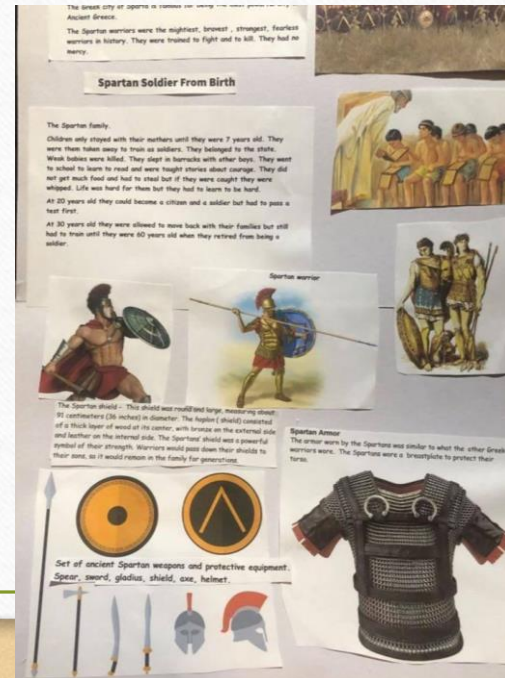 Ancient Greece.
The Spartan warriors were the mightiest, bravest , strongest, fearless
warriors in history. They were trained to fight and to kill. They had no
mercy.
Spartan Soldier From Birth
The Spartan family.
Children only stayed with their mothers until they were 7 years old. They
were them taken away to train as soldiers. They belonged to the state.
Weak babies were killed. They slept in barracks with other boys. They went
to school to learn to read and were taught stories about courage. They did
not get much food and had to steal but if they were caught they were
whipped. Life was hard for them but they had to learn to be hard.
At 20 years old they could become a citizen and a soldier but had to pass a
test first.
At 30 years old they were allowed to move back with their families but still
had to train until they were 60 years old when they retired from being a
soldier.
Spartan warrior
The Spartan shield - This shield was round and large, measuring about
91 centimeters (36 inches) in diameter. The hoplon ( shield) consisted
of a thick layer of wood at its center, with bronze on the external side
and leather on the internal side. The Spartans' shield was a powerful
symbol of their strength. Warriors would pass down their shields to
their sons, so it would remain in the family for generations.
Spartan Armor
The armor worn by the Spartans was similar to what the other Greek
warriors wore. The Spartans wore a breastplate to protect their
torso.
Set of ancient Spartan weapons and protective equipment.
Spear, sword, gladius, shield, axe, helmet.